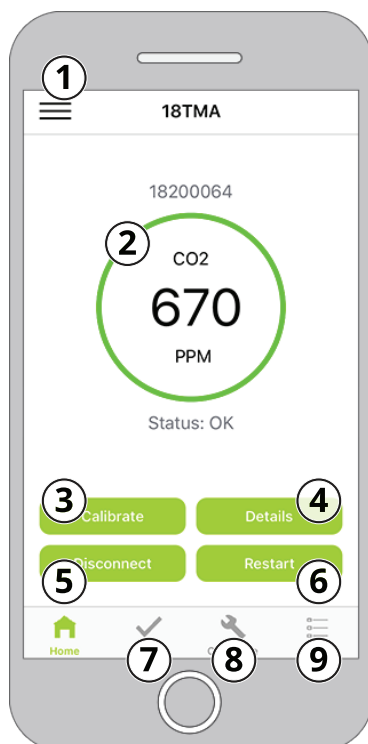 1
18TMA
18200064
2
CO2
670
PPM
Status: OK
3 Calibrate Details 4
Disconnect Restart
5 6
Home
7 8 9